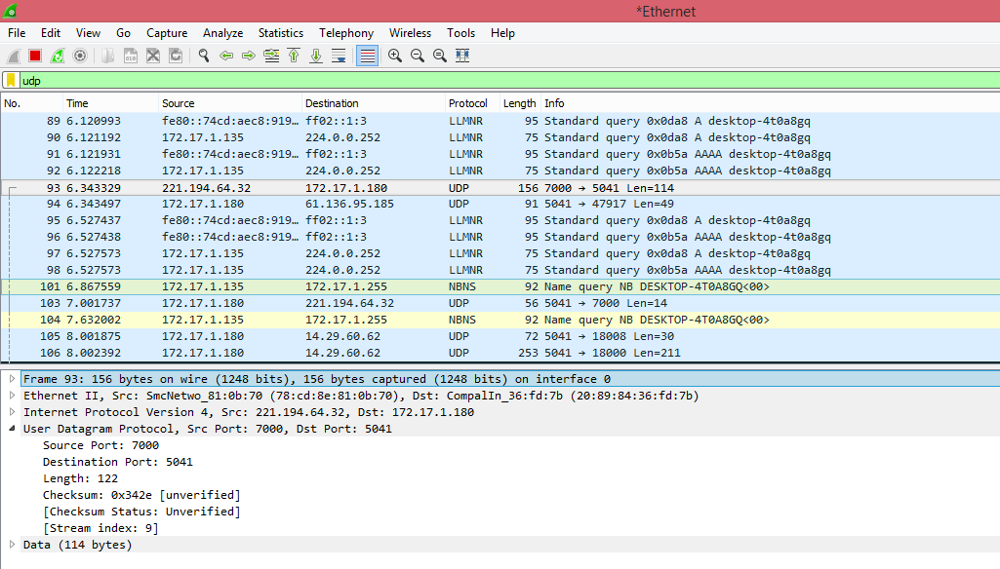 *Ethernet
File Edit View Go Capture Analyze Statistics Telephony Wireless Tools Help
udp
No. Time Source Destination Protocol Length Info
89 6.120993 fe80::74cd:aec8:919… ff02::1:3 LLMNR 95 Standard query 0x0da8 A desktop-4t0a8gq
90 6.121192 172.17.1.135 224.0.0.252 LLMNR 75 Standard query 0x0da8 A desktop-4t0a8gq
91 6.121931 fe80::74cd:aec8:919… ff02::1:3 LLMNR 95 Standard query 0x0b5a AAAA desktop-4t0a8gq
92 6.122218 172.17.1.135 224.0.0.252 LLMNR 75 Standard query 0x0b5a AAAA desktop-4t0a8gq
93 6.343329 221.194.64.32 172.17.1.180 UDP 156 7000 → 5041 Len=114
94 6.343497 172.17.1.180 61.136.95.185 UDP 91 5041 → 47917 Len=49
95 6.527437 fe80::74cd:aec8:919… ff02::1:3 LLMNR 95 Standard query 0x0da8 A desktop-4t0a8gq
96 6.527438 fe80::74cd:aec8:919… ff02::1:3 LLMNR 95 Standard query 0x0b5a AAAA desktop-4t0a8gq
97 6.527573 172.17.1.135 224.0.0.252 LLMNR 75 Standard query 0x0da8 A desktop-4t0a8gq
98 6.527573 172.17.1.135 224.0.0.252 LLMNR 75 Standard query 0x0b5a AAAA desktop-4t0a8gq
101 6.867559 172.17.1.135 172.17.1.255 NBNS 92 Name query NB DESKTOP-4T0A8GQ<00>
103 7.001737 172.17.1.180 221.194.64.32 UDP 56 5041 → 7000 Len=14
104 7.632002 172.17.1.135 172.17.1.255 NBNS 92 Name query NB DESKTOP-4T0A8GQ<00>
105 8.001875 172.17.1.180 14.29.60.62 UDP 72 5041 → 18008 Len=30
106 8.002392 172.17.1.180 14.29.60.62 UDP 253 5041 → 18000 Len=211
Frame 93: 156 bytes on wire (1248 bits), 156 bytes captured (1248 bits) on interface 0
Ethernet II, Src: SmcNetwo_81:0b:70 (78:cd:8e:81:0b:70), Dst: CompalIn_36:fd:7b (20:89:84:36:fd:7b)
Internet Protocol Version 4, Src: 221.194.64.32, Dst: 172.17.1.180
User Datagram Protocol, Src Port: 7000, Dst Port: 5041
Source Port: 7000
Destination Port: 5041
Length: 122
Checksum: 0x342e [unverified]
[Checksum Status: Unverified]
[Stream index: 9]
Data (114 bytes)